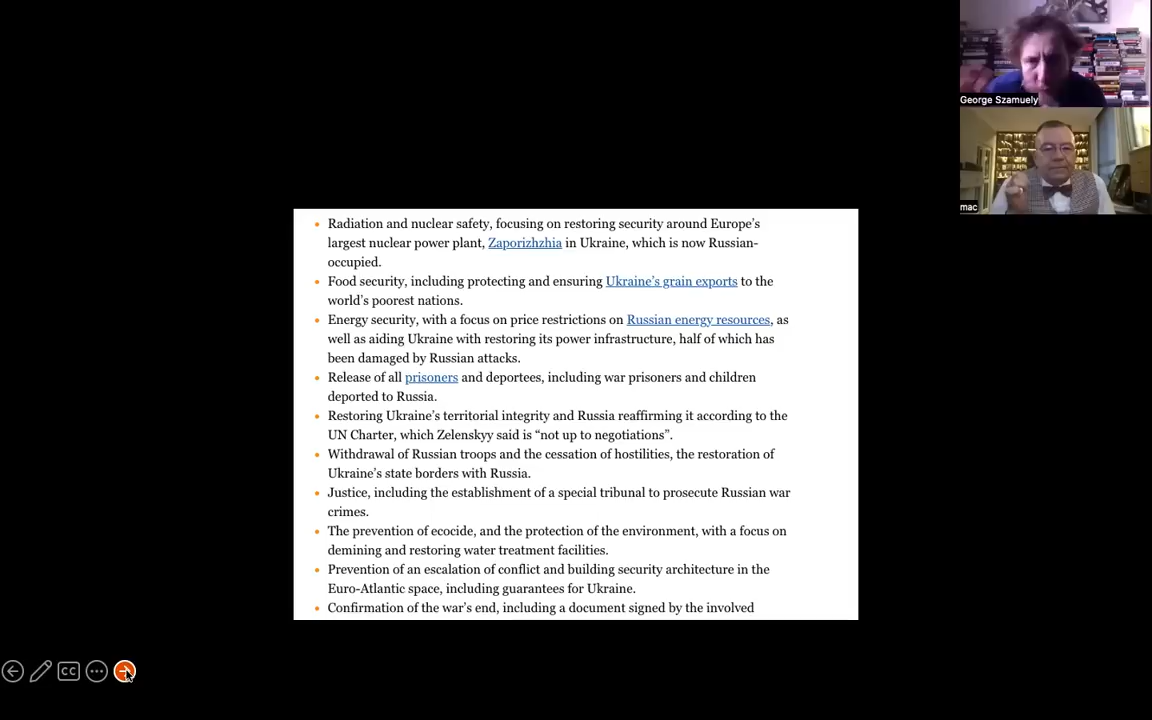 George Szamuely
mac
• Radiation and nuclear safety, focusing on restoring security around Europe’s
largest nuclear power plant, Zaporizhzhia in Ukraine, which is now Russian-
occupied.
• Food security, including protecting and ensuring Ukraine’s grain exports to the
world’s poorest nations.
• Energy security, with a focus on price restrictions on Russian energy resources, as
well as aiding Ukraine with restoring its power infrastructure, half of which has
been damaged by Russian attacks.
• Release of all prisoners and deportees, including war prisoners and children
deported to Russia.
• Restoring Ukraine’s territorial integrity and Russia reaffirming it according to the
UN Charter, which Zelenskyy said is “not up to negotiations”.
• Withdrawal of Russian troops and the cessation of hostilities, the restoration of
Ukraine’s state borders with Russia.
• Justice, including the establishment of a special tribunal to prosecute Russian war
crimes.
• The prevention of ecocide, and the protection of the environment, with a focus on
demining and restoring water treatment facilities.
• Prevention of an escalation of conflict and building security architecture in the
Euro-Atlantic space, including guarantees for Ukraine.
• Confirmation of the war’s end, including a document signed by the involved
CC